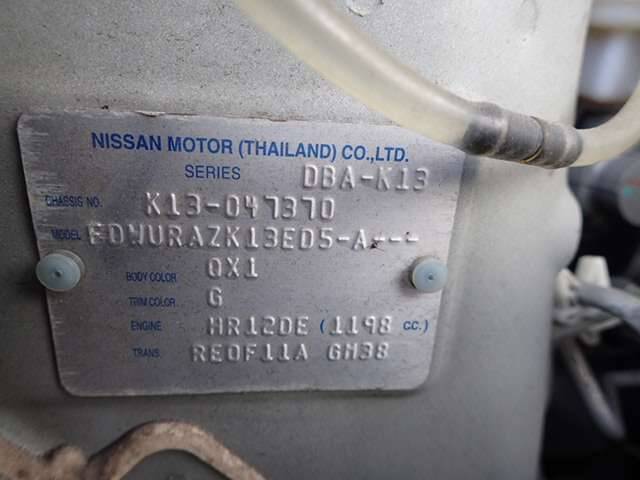 NISSAN MOTOR (THAILAND) CO.,LTD.
SERIES DBA-K13
CHASSIS NO. K13-047370
MODEL FDWURAZK13ED5-A---
BODY COLOR QX1
TRIM COLOR G
ENGINE HR12DE (1198 CC.)
TRANS. RE0F11A GH38